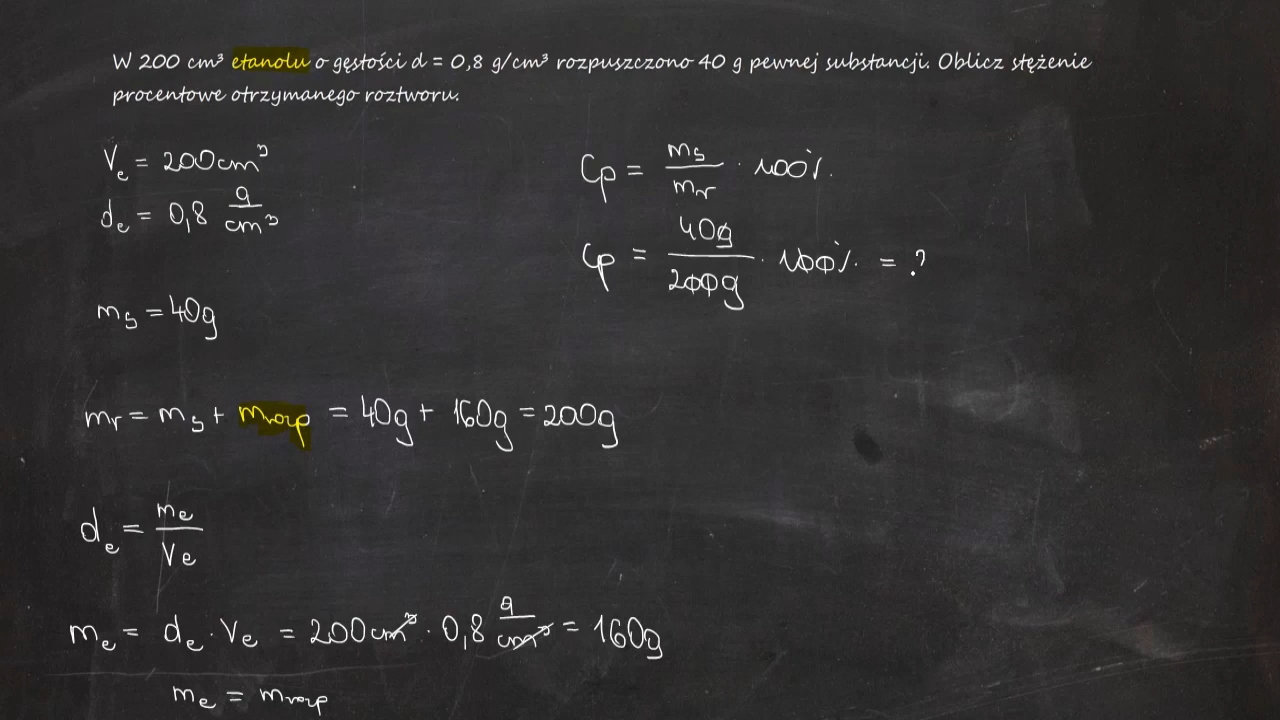 W 200 cm³ etanolu o gęstości d = 0,8 g/cm³ rozpuszczono 40 g pewnej substancji. Oblicz stężenie
procentowe otrzymanego roztworu.
Ve = 200cm³
de = 0,8 g/cm³
ms = 40g
Cp = ms/mr · 100%
Cp = 40g/200g · 100% = ?
mr = ms + mrozp = 40g + 160g = 200g
de = me/Ve
me = de · Ve = 200cm³ · 0,8 g/cm³ = 160g
me = mrozp